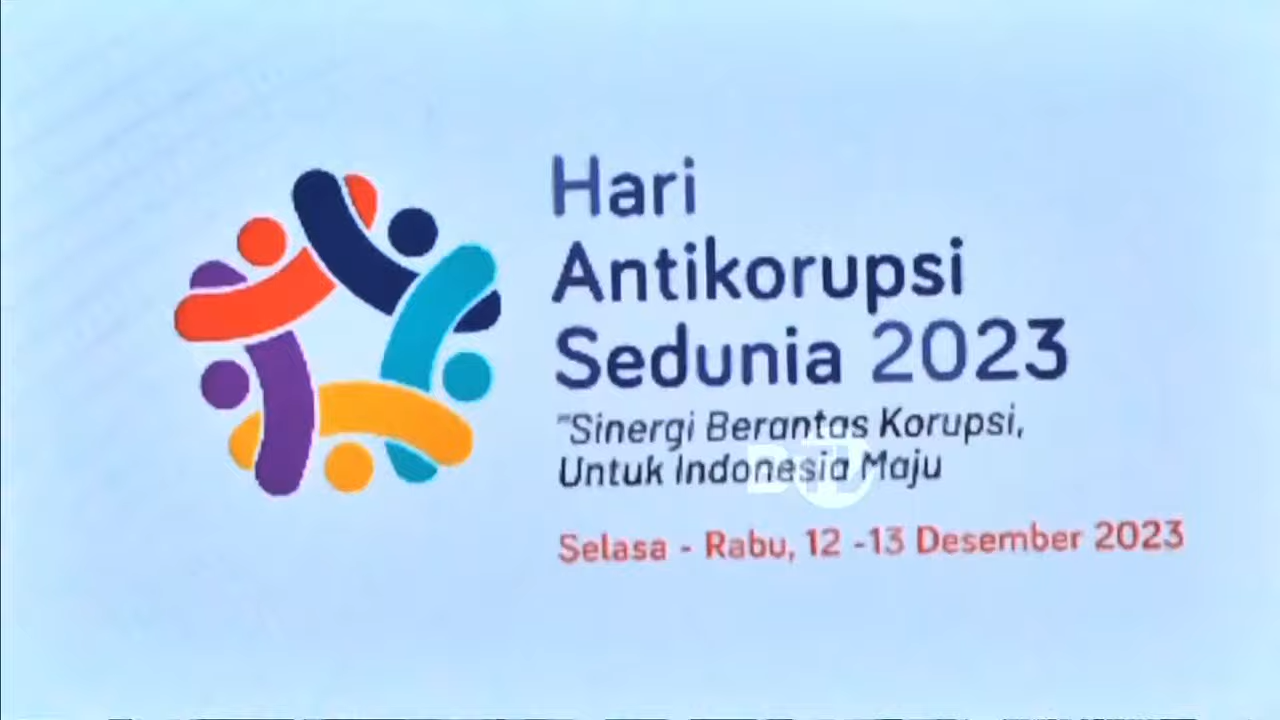 Hari
Antikorupsi
Sedunia 2023
"Sinergi Berantas Korupsi,
Untuk Indonesia Maju
Selasa - Rabu, 12 -13 Desember 2023